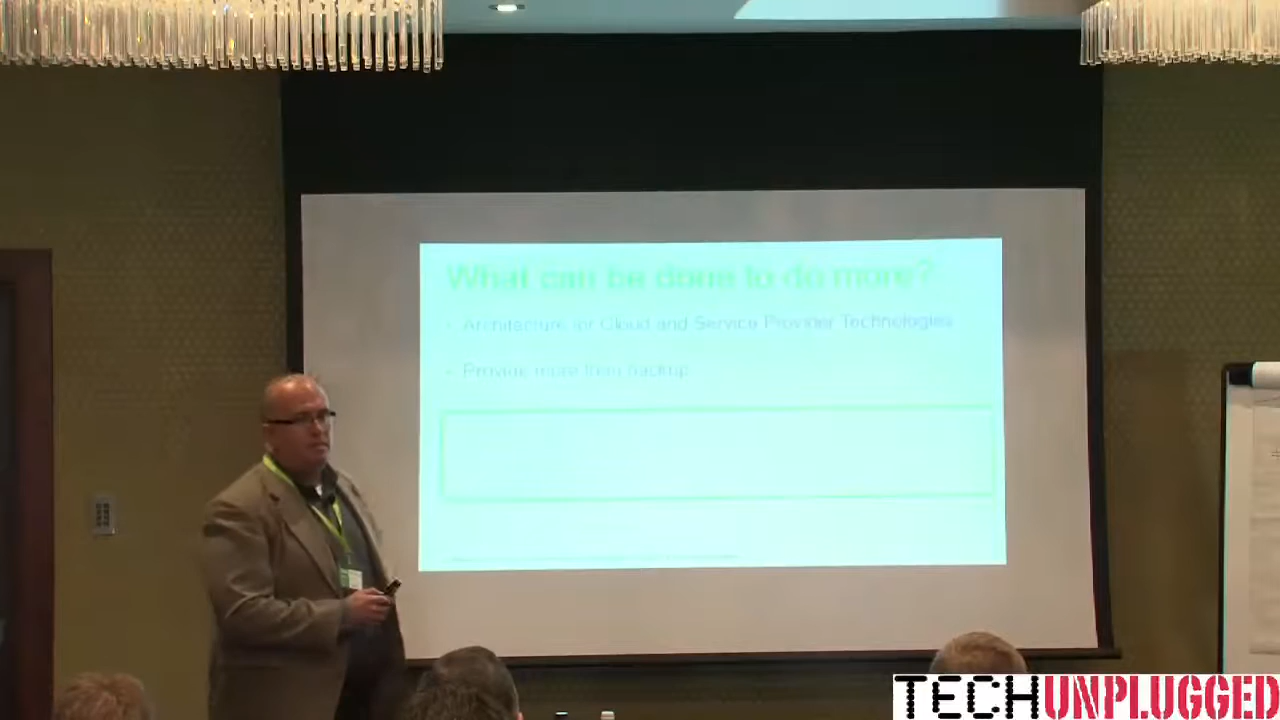 What can be done to do more?
Architecture for Cloud and Service Provider Technologies
Provide more than backup
TECHUNPLUGGED